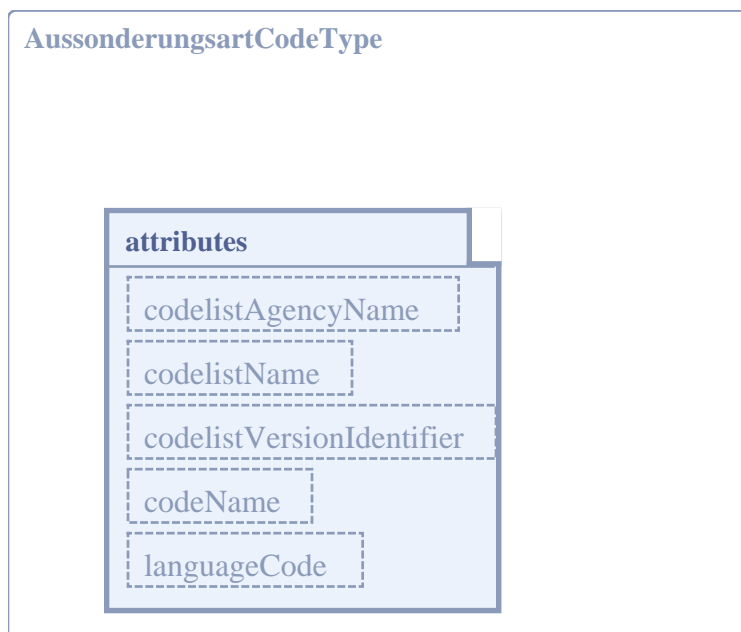 AussonderungsartCodeType
attributes
codelistAgencyName
codelistName
codelistVersionIdentifier
codeName
languageCode